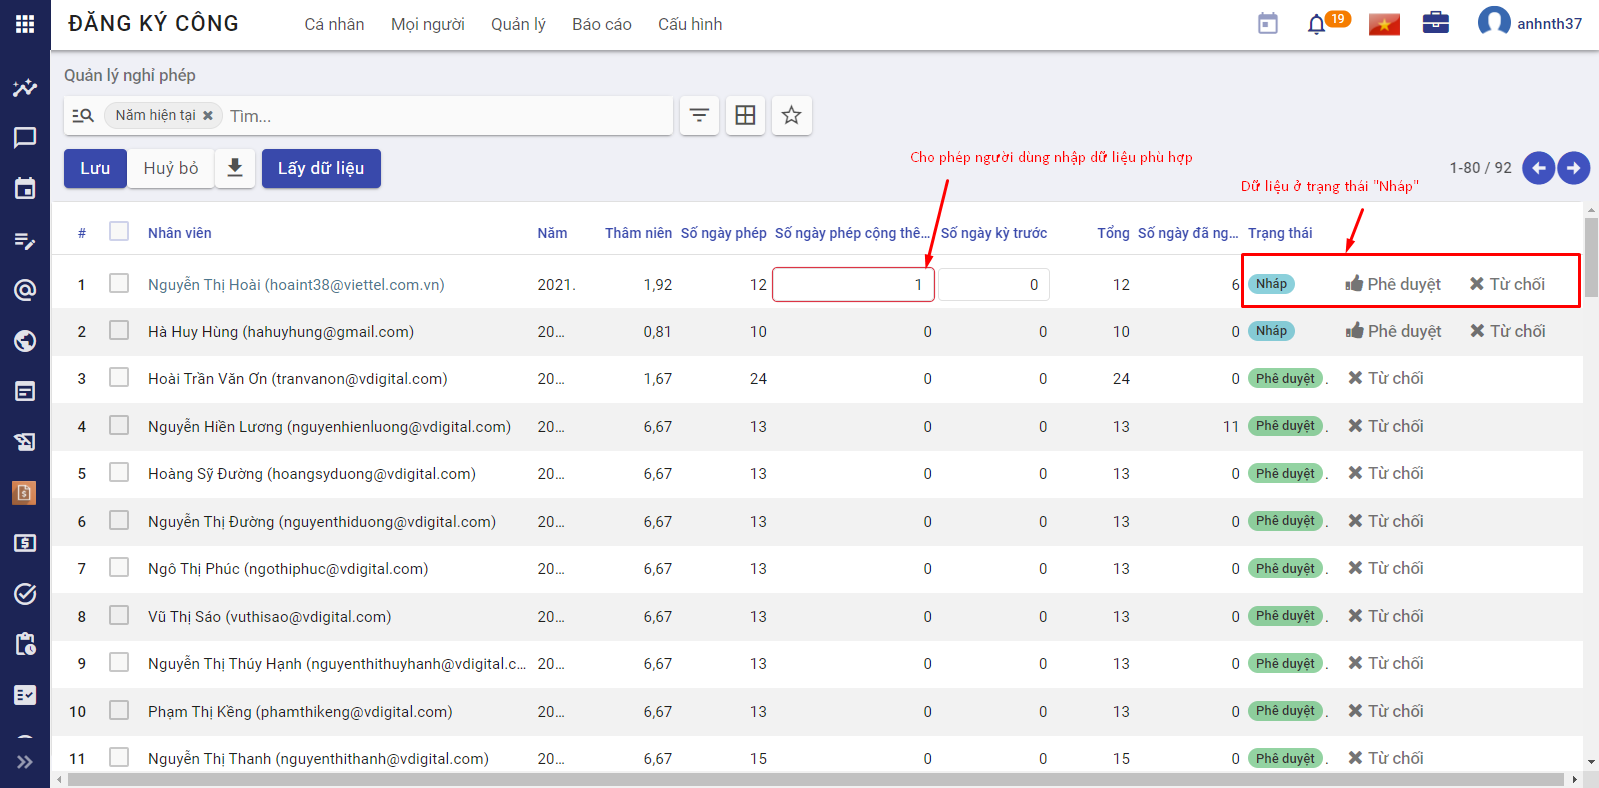 ĐĂNG KÝ CÔNG Cá nhân Mọi người Quản lý Báo cáo Cấu hình 19 anhnth37
Quản lý nghỉ phép
Năm hiện tại Tìm...
Cho phép người dùng nhập dữ liệu phù hợp
Lưu Huỷ bỏ Lấy dữ liệu 1-80 / 92
Dữ liệu ở trạng thái "Nháp"
# Nhân viên Năm Thâm niên Số ngày phép Số ngày phép cộng thê... Số ngày kỳ trước Tổng Số ngày đã ng... Trạng thái
1 Nguyễn Thị Hoài (hoaint38@viettel.com.vn) 2021. 1,92 12 1 0 12 6 Nháp Phê duyệt Từ chối
2 Hà Huy Hùng (hahuyhung@gmail.com) 20... 0,81 10 0 0 10 0 Nháp Phê duyệt Từ chối
3 Hoài Trần Văn Ơn (tranvanon@vdigital.com) 20... 1,67 24 0 0 24 0 Phê duyệt . Từ chối
4 Nguyễn Hiền Lương (nguyenhienluong@vdigital.com) 20... 6,67 13 0 0 13 11 Phê duyệt . Từ chối
5 Hoàng Sỹ Đường (hoangsyduong@vdigital.com) 20... 6,67 13 0 0 13 0 Phê duyệt . Từ chối
6 Nguyễn Thị Đường (nguyenthiduong@vdigital.com) 20... 6,67 13 0 0 13 0 Phê duyệt . Từ chối
7 Ngô Thị Phúc (ngothiphuc@vdigital.com) 20... 6,67 13 0 0 13 0 Phê duyệt . Từ chối
8 Vũ Thị Sáo (vuthisao@vdigital.com) 20... 6,67 13 0 0 13 0 Phê duyệt . Từ chối
9 Nguyễn Thị Thúy Hạnh (nguyenthithuyhanh@vdigital.c... 20... 6,67 13 0 0 13 0 Phê duyệt . Từ chối
10 Phạm Thị Kềng (phamthikeng@vdigital.com) 20... 6,67 13 0 0 13 0 Phê duyệt . Từ chối
11 Nguyễn Thị Thanh (nguyenthithanh@vdigital.com) 20... 6,67 15 0 0 15 0 Phê duyệt . Từ chối